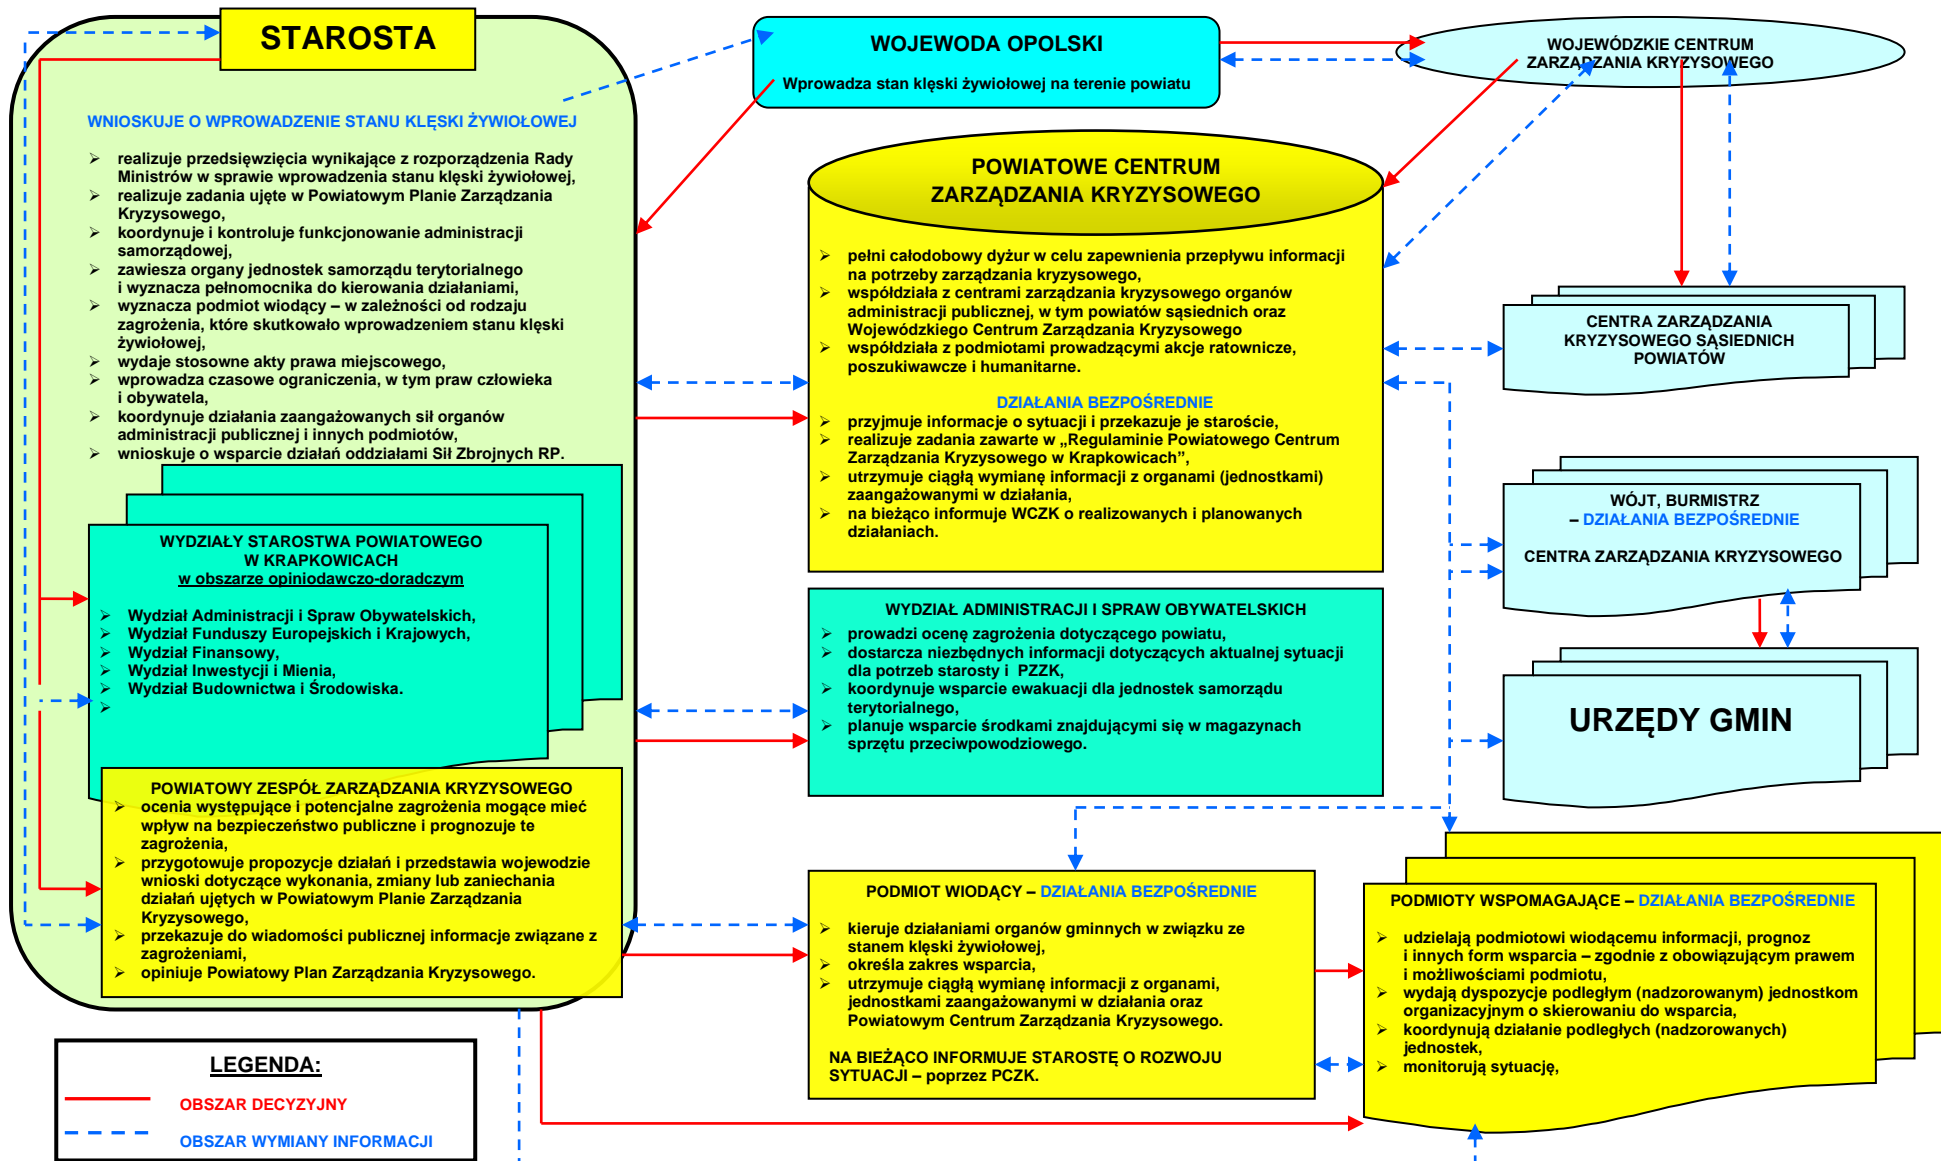 STAROSTA
WNIOSKUJE O WPROWADZENIE STANU KLĘSKI ŻYWIOŁOWEJ
➢ realizuje przedsięwzięcia wynikające z rozporządzenia Rady
Ministrów w sprawie wprowadzenia stanu klęski żywiołowej,
➢ realizuje zadania ujęte w Powiatowym Planie Zarządzania
Kryzysowego,
➢ koordynuje i kontroluje funkcjonowanie administracji
samorządowej,
➢ zawiesza organy jednostek samorządu terytorialnego
i wyznacza pełnomocnika do kierowania działaniami,
➢ wyznacza podmiot wiodący – w zależności od rodzaju
zagrożenia, które skutkowało wprowadzeniem stanu klęski
żywiołowej,
➢ wydaje stosowne akty prawa miejscowego,
➢ wprowadza czasowe ograniczenia, w tym praw człowieka
i obywatela,
➢ koordynuje działania zaangażowanych sił organów
administracji publicznej i innych podmiotów,
➢ wnioskuje o wsparcie działań oddziałami Sił Zbrojnych RP.
WYDZIAŁY STAROSTWA POWIATOWEGO
W KRAPKOWICACH
w obszarze opiniodawczo-doradczym
➢ Wydział Administracji i Spraw Obywatelskich,
➢ Wydział Funduszy Europejskich i Krajowych,
➢ Wydział Finansowy,
➢ Wydział Inwestycji i Mienia,
➢ Wydział Budownictwa i Środowiska.
➢
POWIATOWY ZESPÓŁ ZARZĄDZANIA KRYZYSOWEGO
➢ ocenia występujące i potencjalne zagrożenia mogące mieć
wpływ na bezpieczeństwo publiczne i prognozuje te
zagrożenia,
➢ przygotowuje propozycje działań i przedstawia wojewodzie
wnioski dotyczące wykonania, zmiany lub zaniechania
działań ujętych w Powiatowym Planie Zarządzania
Kryzysowego,
➢ przekazuje do wiadomości publicznej informacje związane z
zagrożeniami,
➢ opiniuje Powiatowy Plan Zarządzania Kryzysowego.
LEGENDA:
OBSZAR DECYZYJNY
OBSZAR WYMIANY INFORMACJI
WOJEWODA OPOLSKI
Wprowadza stan klęski żywiołowej na terenie powiatu
POWIATOWE CENTRUM
ZARZĄDZANIA KRYZYSOWEGO
➢ pełni całodobowy dyżur w celu zapewnienia przepływu informacji
na potrzeby zarządzania kryzysowego,
➢ współdziała z centrami zarządzania kryzysowego organów
administracji publicznej, w tym powiatów sąsiednich oraz
Wojewódzkiego Centrum Zarządzania Kryzysowego
➢ współdziała z podmiotami prowadzącymi akcje ratownicze,
poszukiwawcze i humanitarne.
DZIAŁANIA BEZPOŚREDNIE
➢ przyjmuje informacje o sytuacji i przekazuje je staroście,
➢ realizuje zadania zawarte w „Regulaminie Powiatowego Centrum
Zarządzania Kryzysowego w Krapkowicach”,
➢ utrzymuje ciągłą wymianę informacji z organami (jednostkami)
zaangażowanymi w działania,
➢ na bieżąco informuje WCZK o realizowanych i planowanych
działaniach.
WYDZIAŁ ADMINISTRACJI I SPRAW OBYWATELSKICH
➢ prowadzi ocenę zagrożenia dotyczącego powiatu,
➢ dostarcza niezbędnych informacji dotyczących aktualnej sytuacji
dla potrzeb starosty i PZZK,
➢ koordynuje wsparcie ewakuacji dla jednostek samorządu
terytorialnego,
➢ planuje wsparcie środkami znajdującymi się w magazynach
sprzętu przeciwpowodziowego.
PODMIOT WIODĄCY – DZIAŁANIA BEZPOŚREDNIE
➢ kieruje działaniami organów gminnych w związku ze
stanem klęski żywiołowej,
➢ określa zakres wsparcia,
➢ utrzymuje ciągłą wymianę informacji z organami,
jednostkami zaangażowanymi w działania oraz
Powiatowym Centrum Zarządzania Kryzysowego.
NA BIEŻĄCO INFORMUJE STAROSTĘ O ROZWOJU
SYTUACJI – poprzez PCZK.
WOJEWÓDZKIE CENTRUM
ZARZĄDZANIA KRYZYSOWEGO
CENTRA ZARZĄDZANIA
KRYZYSOWEGO SĄSIEDNICH
POWIATÓW
WÓJT, BURMISTRZ
– DZIAŁANIA BEZPOŚREDNIE
CENTRA ZARZĄDZANIA KRYZYSOWEGO
URZĘDY GMIN
PODMIOTY WSPOMAGAJĄCE – DZIAŁANIA BEZPOŚREDNIE
➢ udzielają podmiotowi wiodącemu informacji, prognoz
i innych form wsparcia – zgodnie z obowiązującym prawem
i możliwościami podmiotu,
➢ wydają dyspozycje podległym (nadzorowanym) jednostkom
organizacyjnym o skierowaniu do wsparcia,
➢ koordynują działanie podległych (nadzorowanych)
jednostek,
➢ monitorują sytuację,